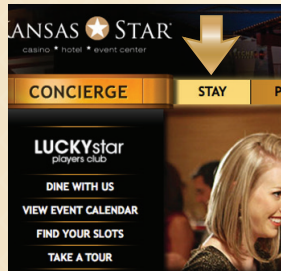 KANSAS STAR
casino * hotel * event center
CONCIERGE
STAY
LUCKYstar
players club
DINE WITH US
VIEW EVENT CALENDAR
FIND YOUR SLOTS
TAKE A TOUR